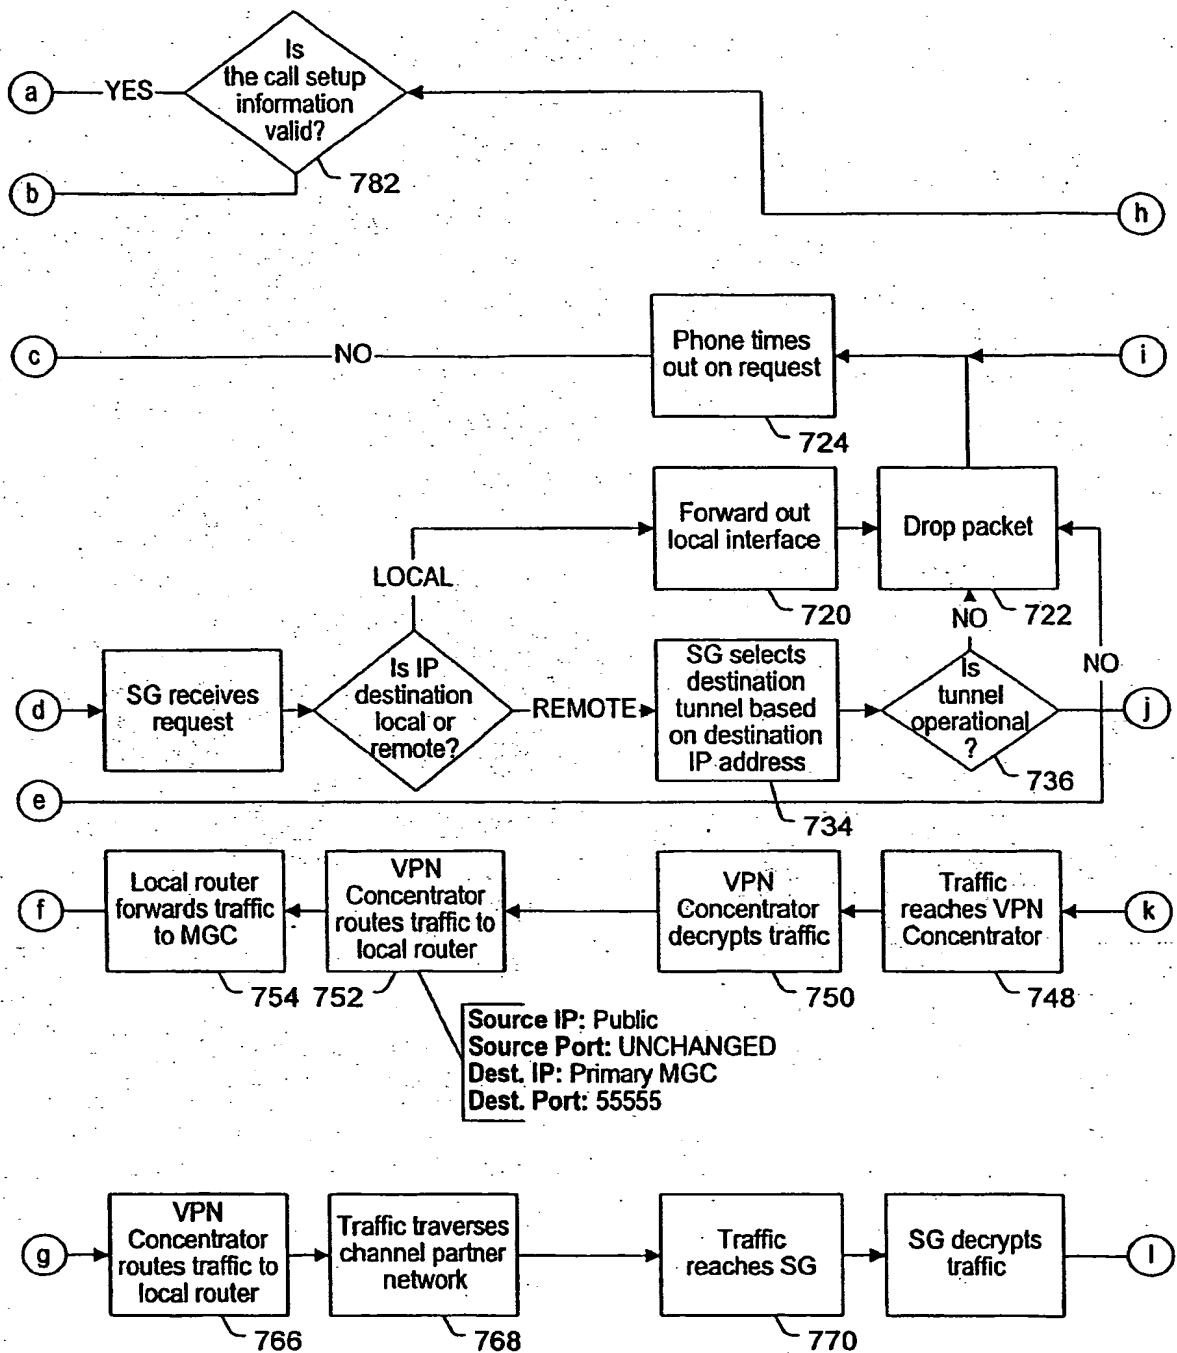 Is
the call setup
information
valid?
a
YES
782
b
h
c
NO
Phone times
out on request
i
724
Forward out
local interface
Drop packet
LOCAL
720
722
NO
d
SG receives
request
Is IP
destination
local or
remote?
REMOTE
SG selects
destination
tunnel based
on destination
IP address
Is
tunnel
operational
?
NO
j
736
e
734
f
Local router
forwards traffic
to MGC
VPN
Concentrator
routes traffic to
local router
VPN
Concentrator
decrypts traffic
Traffic
reaches VPN
Concentrator
k
754
752
750
748
Source IP: Public
Source Port: UNCHANGED
Dest. IP: Primary MGC
Dest. Port: 55555
g
VPN
Concentrator
routes traffic to
local router
Traffic traverses
channel partner
network
Traffic
reaches SG
SG decrypts
traffic
l
766
768
770